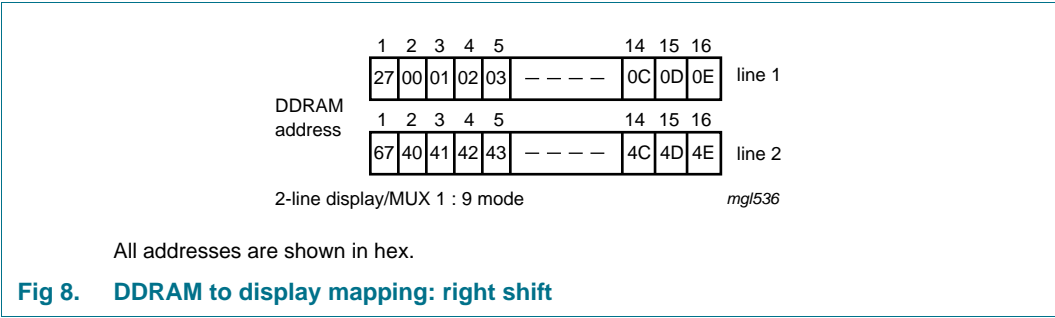 1 2 3 4 5 14 15 16
27 00 01 02 03 0C 0D 0E line 1
DDRAM
address
1 2 3 4 5 14 15 16
67 40 41 42 43 4C 4D 4E line 2
2-line display/MUX 1 : 9 mode mgl536
All addresses are shown in hex.
Fig 8. DDRAM to display mapping: right shift